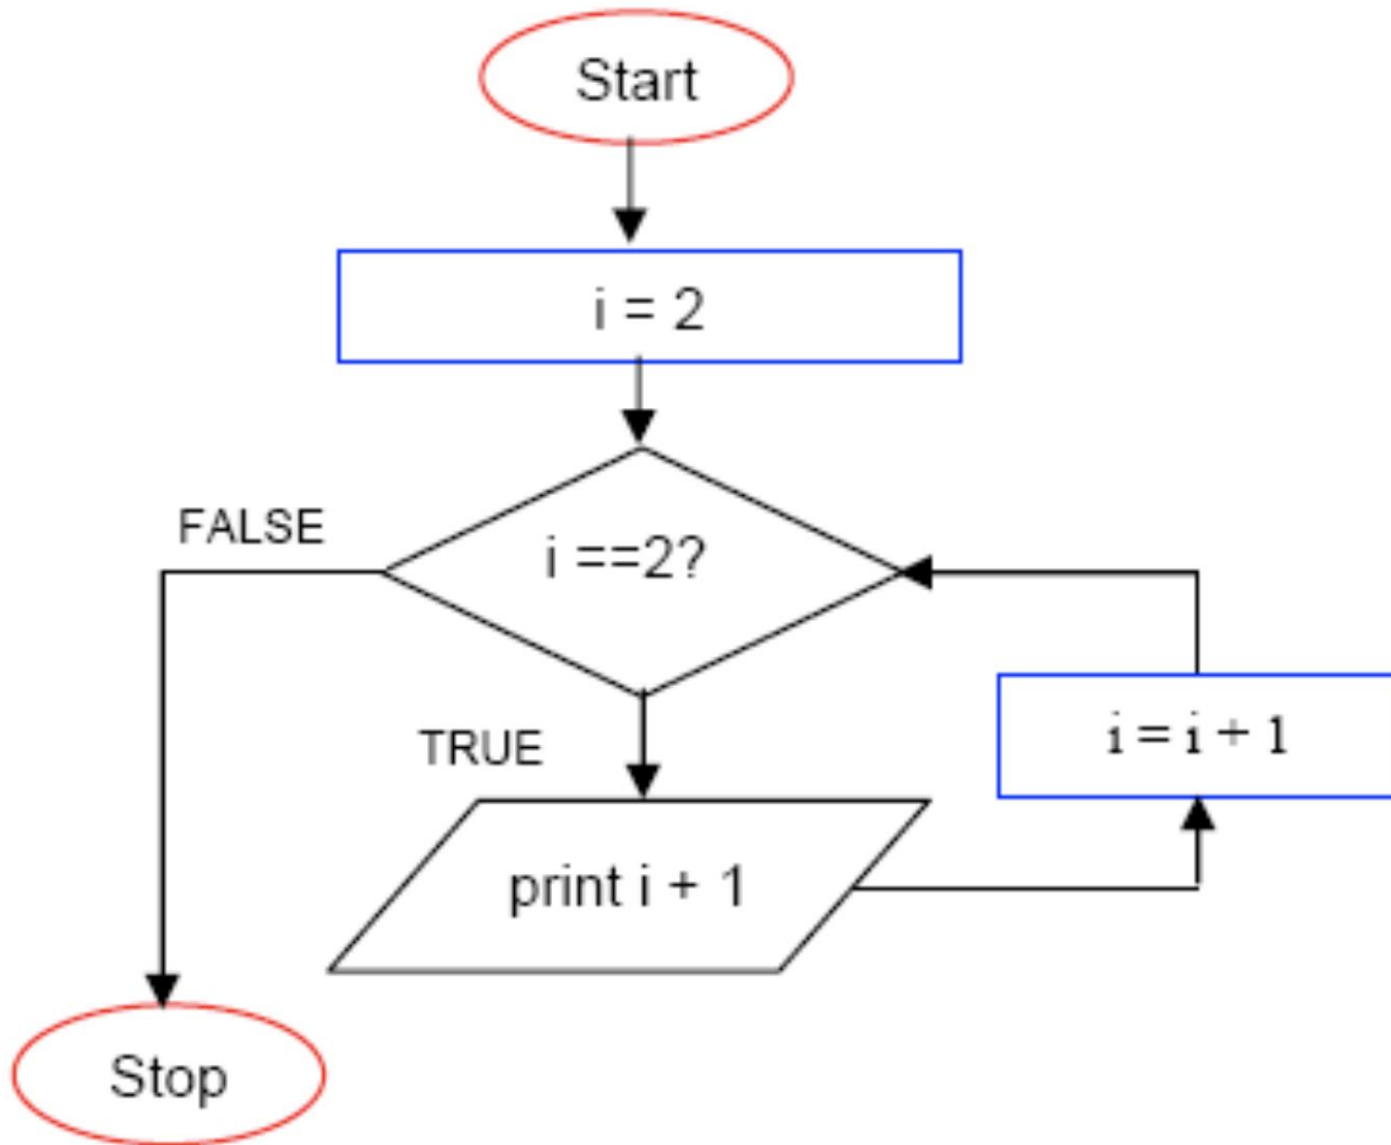 Start
i = 2
FALSE
i ==2?
TRUE
i = i + 1
print i + 1
Stop